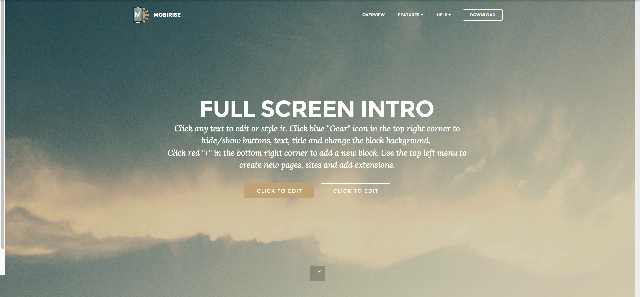 MOBIRISE
OVERVIEW FEATURES HELP DOWNLOAD
FULL SCREEN INTRO
Click any text to edit or style it. Click blue "Gear" icon in the top right corner to
hide/show buttons, text, title and change the block background.
Click red "+" in the bottom right corner to add a new block. Use the top left menu to
create new pages, sites and add extensions.
CLICK TO EDIT CLICK TO EDIT